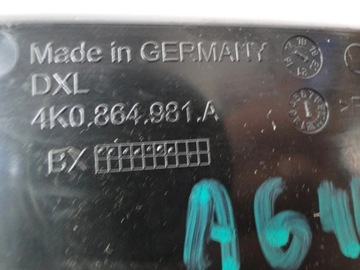 Made in GERMANY
DXL
4K0.864.981.A
BX
A6